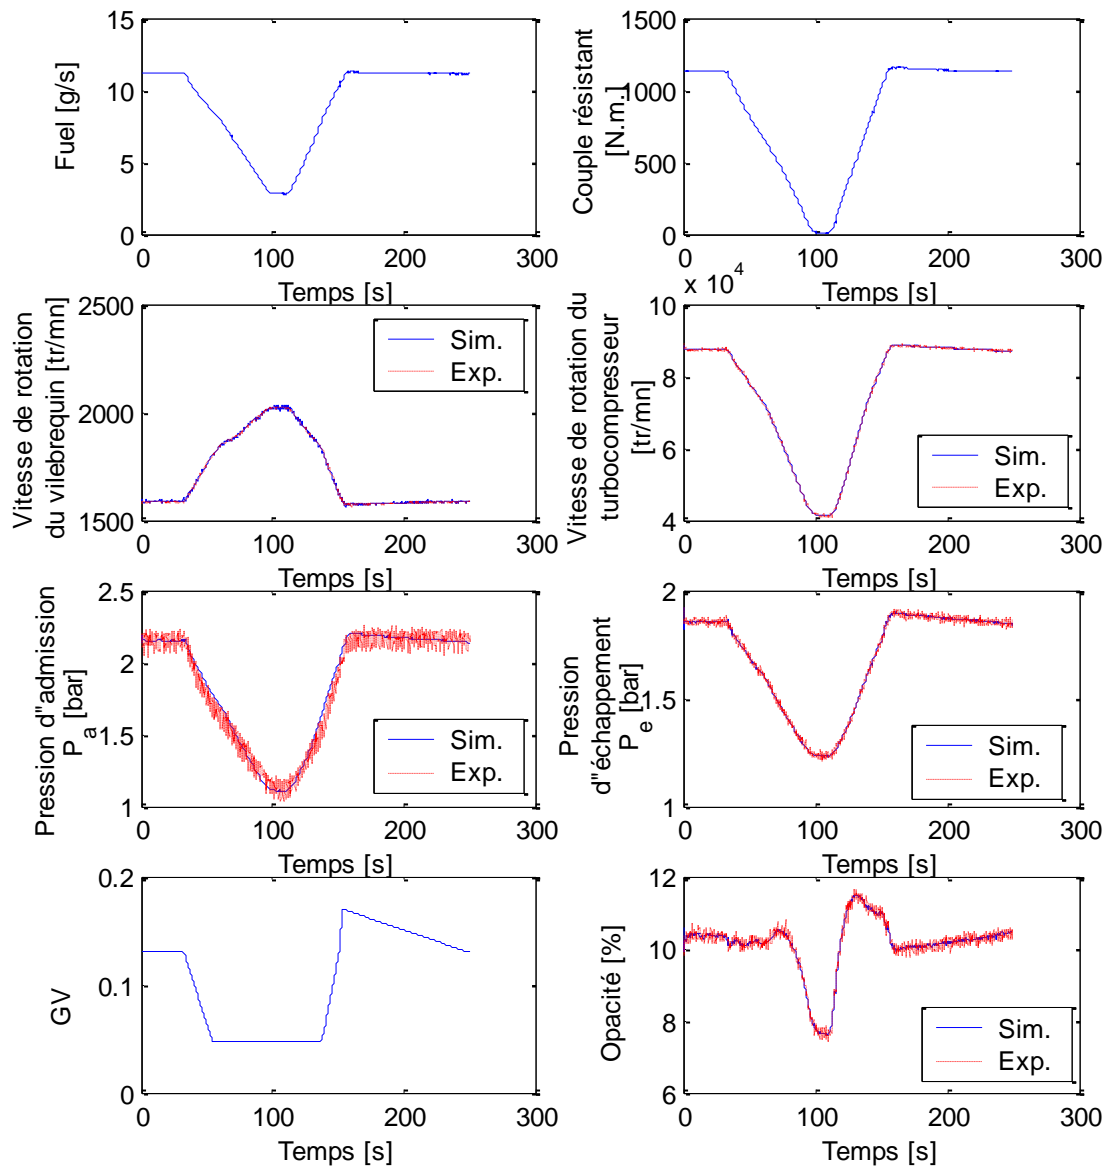 15
10
5
0
Fuel [g/s]
0 100 200 300
Temps [s]
1500
1000
500
0
Couple résistant
[N.m.]
0 100 200 300
Temps [s]
2500
2000
1500
Vitesse de rotation
du vilebrequin [tr/mn]
Sim.
Exp.
0 100 200 300
Temps [s]
x 10^4
10
8
6
4
Vitesse de rotation du
turbocompresseur
[tr/mn]
Sim.
Exp.
0 100 200 300
Temps [s]
2.5
2
1.5
1
Pression d"admission
P_a [bar]
Sim.
Exp.
0 100 200 300
Temps [s]
2
1.5
1
Pression
d"échappement
P_e [bar]
Sim.
Exp.
0 100 200 300
Temps [s]
0.2
0.1
0
GV
0 100 200 300
Temps [s]
12
10
8
6
Opacité [%]
Sim.
Exp.
0 100 200 300
Temps [s]